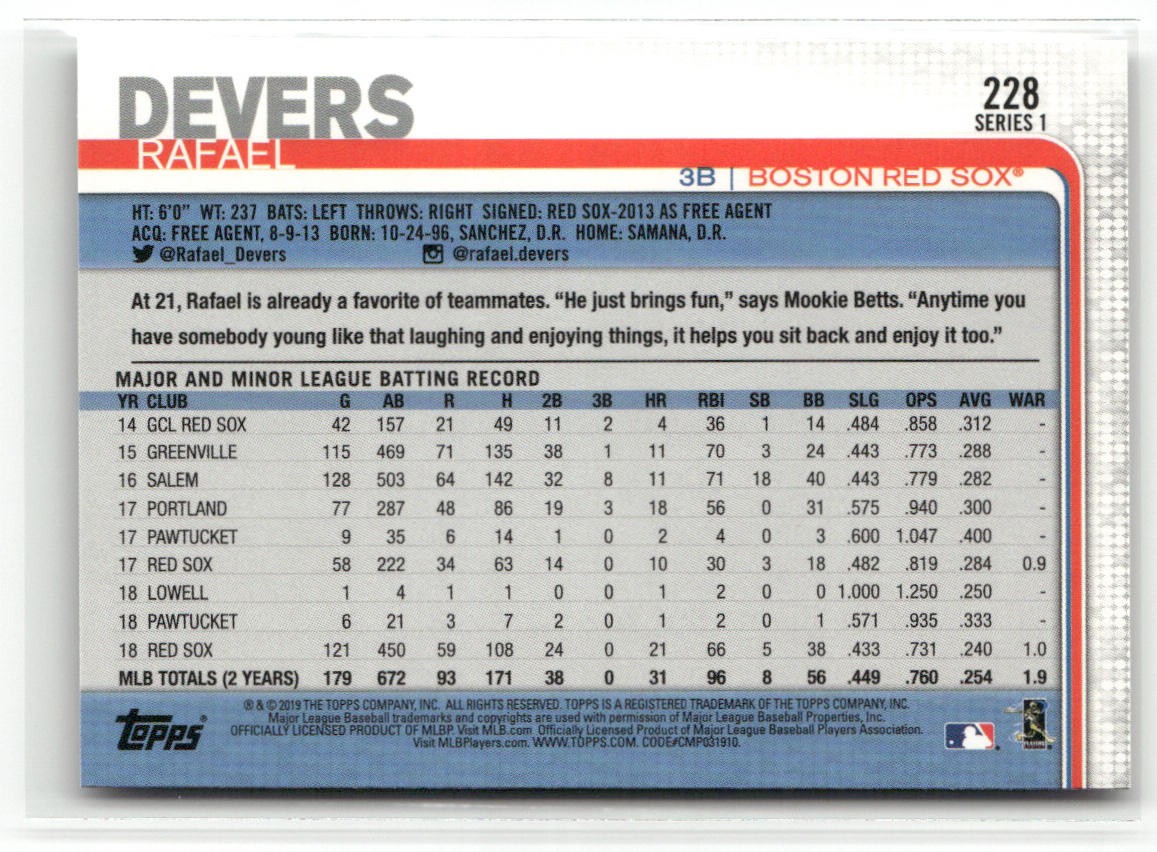 DEVERS
RAFAEL
228
SERIES 1
3B | BOSTON RED SOX®
HT: 6'0" WT: 237 BATS: LEFT THROWS: RIGHT SIGNED: RED SOX-2013 AS FREE AGENT
ACQ: FREE AGENT, 8-9-13 BORN: 10-24-96, SANCHEZ, D.R. HOME: SAMANA, D.R.
@Rafael_Devers @rafael.devers
At 21, Rafael is already a favorite of teammates. “He just brings fun,” says Mookie Betts. “Anytime you
have somebody young like that laughing and enjoying things, it helps you sit back and enjoy it too.”
MAJOR AND MINOR LEAGUE BATTING RECORD
YR CLUB G AB R H 2B 3B HR RBI SB BB SLG OPS AVG WAR
14 GCL RED SOX 42 157 21 49 11 2 4 36 1 14 .484 .858 .312 -
15 GREENVILLE 115 469 71 135 38 1 11 70 3 24 .443 .773 .288 -
16 SALEM 128 503 64 142 32 8 11 71 18 40 .443 .779 .282 -
17 PORTLAND 77 287 48 86 19 3 18 56 0 31 .575 .940 .300 -
17 PAWTUCKET 9 35 6 14 1 0 2 4 0 3 .600 1.047 .400 -
17 RED SOX 58 222 34 63 14 0 10 30 3 18 .482 .819 .284 0.9
18 LOWELL 1 4 1 1 0 0 1 2 0 0 1.000 1.250 .250 -
18 PAWTUCKET 6 21 3 7 2 0 1 2 0 1 .571 .935 .333 -
18 RED SOX 121 450 59 108 24 0 21 66 5 38 .433 .731 .240 1.0
MLB TOTALS (2 YEARS) 179 672 93 171 38 0 31 96 8 56 .449 .760 .254 1.9
Topps®
® & © 2019 THE TOPPS COMPANY, INC. ALL RIGHTS RESERVED. TOPPS IS A REGISTERED TRADEMARK OF THE TOPPS COMPANY, INC.
Major League Baseball trademarks and copyrights are used with permission of Major League Baseball Properties, Inc.
OFFICIALLY LICENSED PRODUCT OF MLBP. Visit MLB.com Officially Licensed Product of Major League Baseball Players Association.
Visit MLBPlayers.com. WWW.TOPPS.COM. CODE#CMP031910.
PLAYERS